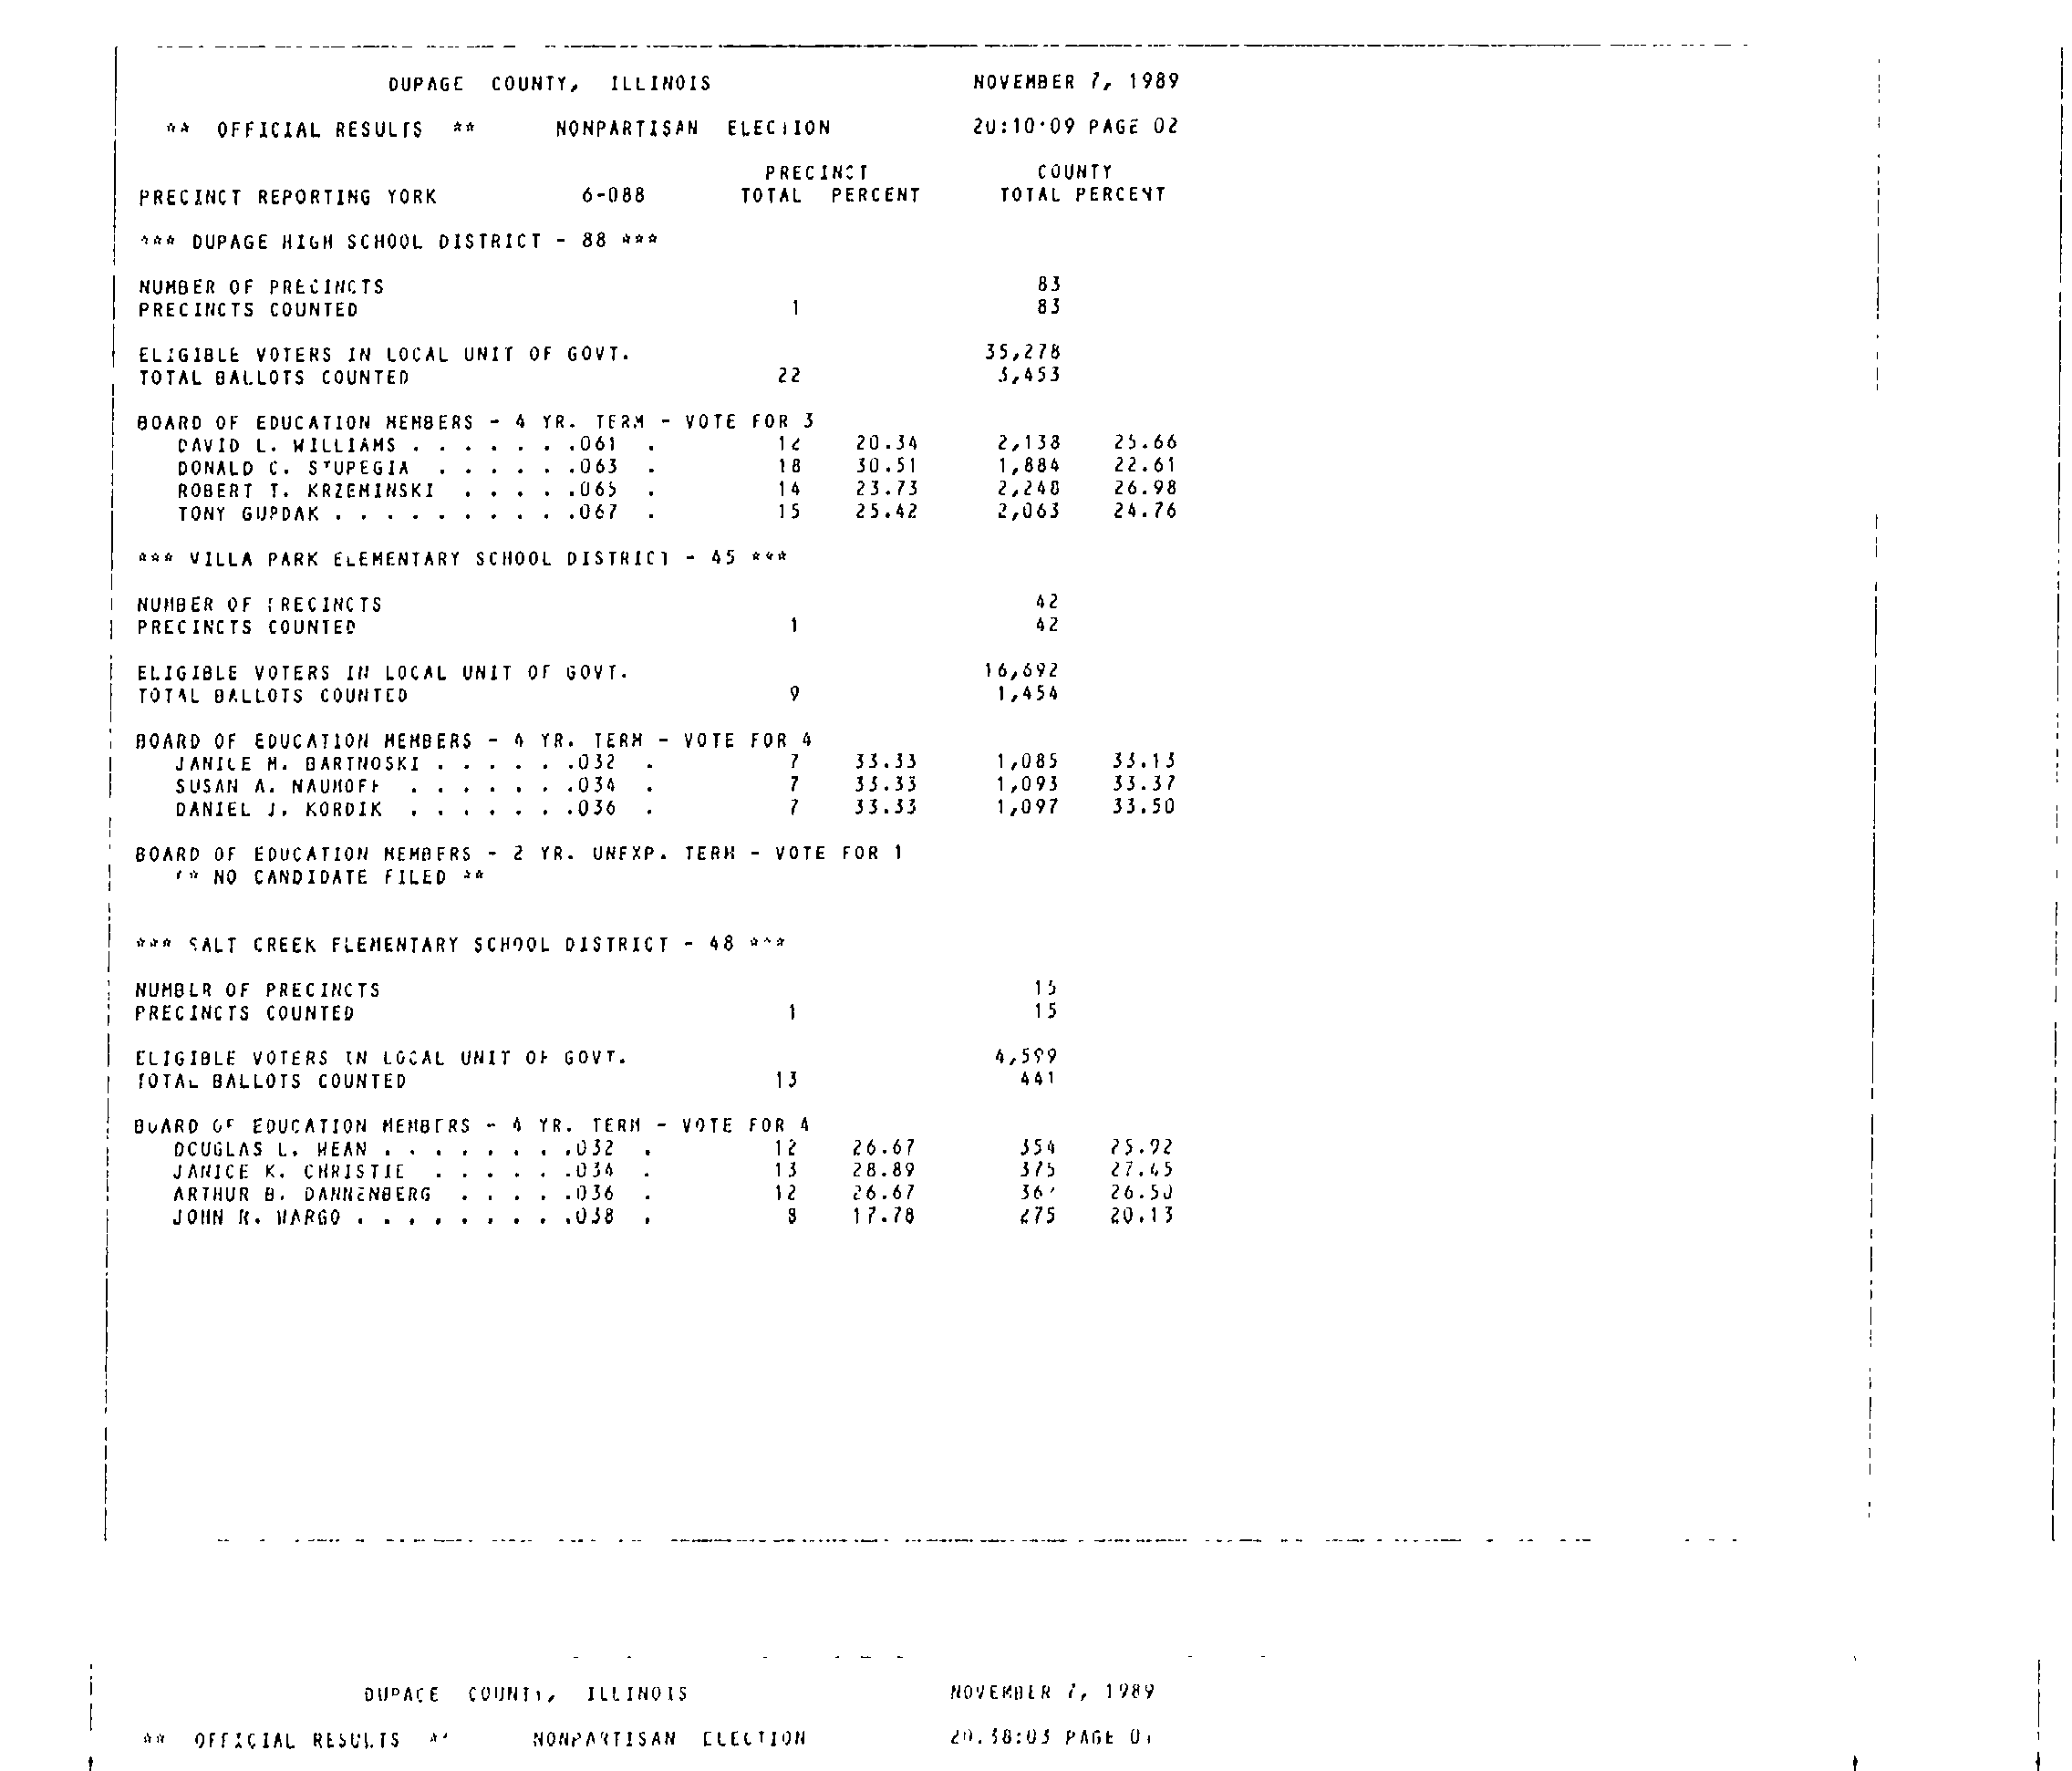 DUPAGE COUNTY, ILLINOIS NOVEMBER 7, 1989
** OFFICIAL RESULTS ** NONPARTISAN ELECTION 20:10:09 PAGE 02
PRECINCT COUNTY
PRECINCT REPORTING YORK 6-088 TOTAL PERCENT TOTAL PERCENT
*** DUPAGE HIGH SCHOOL DISTRICT - 88 ***
NUMBER OF PRECINCTS 83
PRECINCTS COUNTED 1 83
ELIGIBLE VOTERS IN LOCAL UNIT OF GOVT. 35,278
TOTAL BALLOTS COUNTED 22 3,453
BOARD OF EDUCATION MEMBERS - 4 YR. TERM - VOTE FOR 3
DAVID L. WILLIAMS . . . . . . .061 . 12 20.34 2,138 25.66
DONALD C. STUPEGIA . . . . . .063 . 18 30.51 1,884 22.61
ROBERT T. KRZEMINSKI . . . . .065 . 14 23.73 2,248 26.98
TONY GURDAK . . . . . . . . . .067 . 15 25.42 2,063 24.76
*** VILLA PARK ELEMENTARY SCHOOL DISTRICT - 45 ***
NUMBER OF PRECINCTS 42
PRECINCTS COUNTED 1 42
ELIGIBLE VOTERS IN LOCAL UNIT OF GOVT. 16,692
TOTAL BALLOTS COUNTED 9 1,454
BOARD OF EDUCATION MEMBERS - 4 YR. TERM - VOTE FOR 4
JANICE M. BARTNOSKI . . . . . .032 . 7 33.33 1,085 33.13
SUSAN A. NAUMOFF . . . . . . .034 . 7 33.33 1,093 33.37
DANIEL J. KORDIK . . . . . . .036 . 7 33.33 1,097 33.50
BOARD OF EDUCATION MEMBERS - 2 YR. UNEXP. TERM - VOTE FOR 1
** NO CANDIDATE FILED **
*** SALT CREEK ELEMENTARY SCHOOL DISTRICT - 48 ***
NUMBER OF PRECINCTS 15
PRECINCTS COUNTED 1 15
ELIGIBLE VOTERS IN LOCAL UNIT OF GOVT. 4,599
TOTAL BALLOTS COUNTED 13 441
BOARD OF EDUCATION MEMBERS - 4 YR. TERM - VOTE FOR 4
DOUGLAS L. MEAN . . . . . . . .032 . 12 26.67 354 25.92
JANICE K. CHRISTIE . . . . . .034 . 13 28.89 375 27.45
ARTHUR B. DANNENBERG . . . . .036 . 12 26.67 26.50
JOHN R. WARGO . . . . . . . . .038 . 8 17.78 275 20.13
DUPAGE COUNTY, ILLINOIS NOVEMBER 7, 1989
** OFFICIAL RESULTS ** NONPARTISAN ELECTION 20.38:03 PAGE